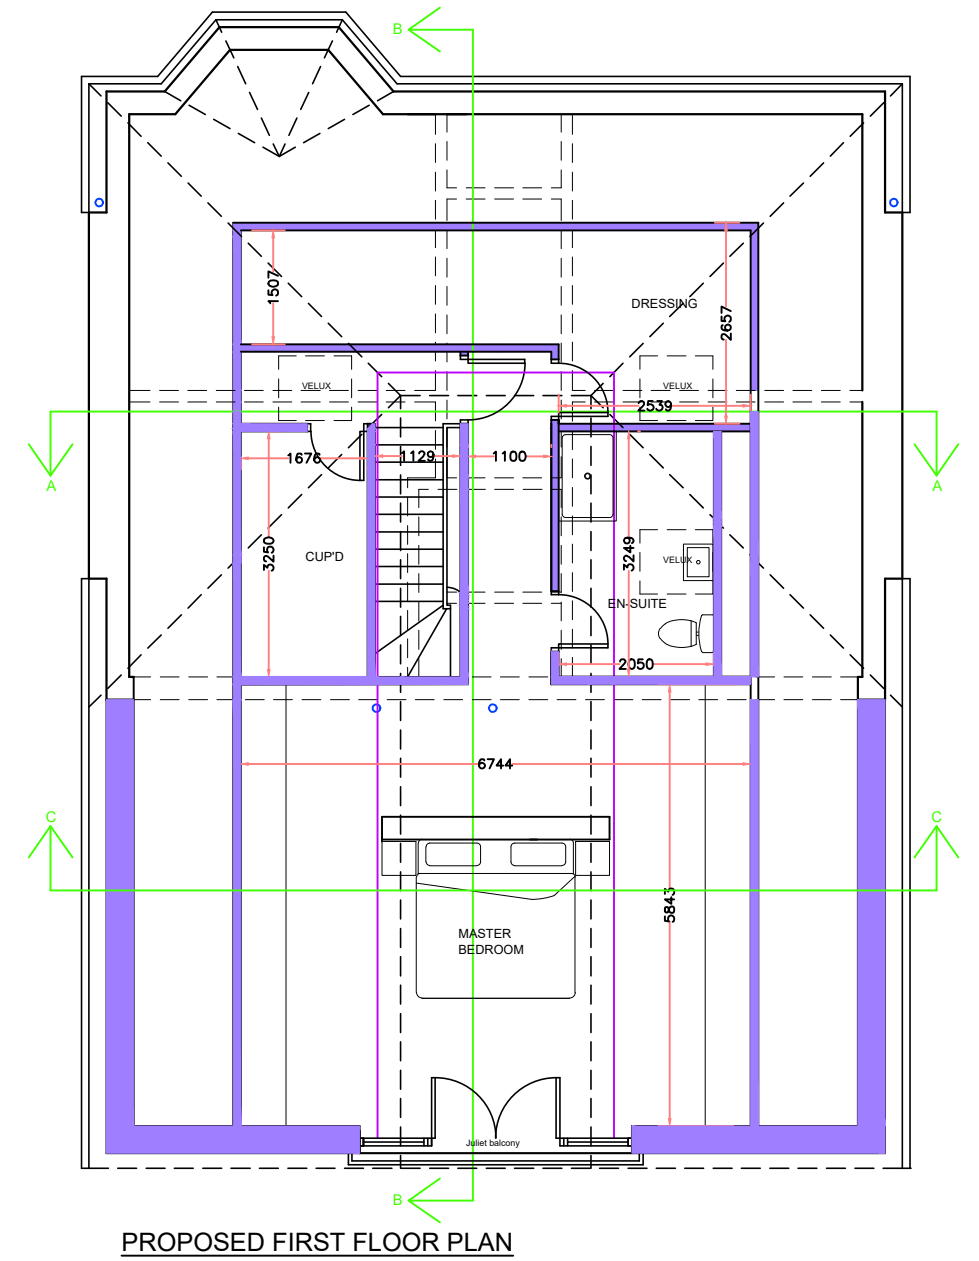 B
1507
DRESSING
2657
VELUX
VELUX
2539
A
A
1676
1129
1100
3250
CUP'D
3249
VELUX
EN-SUITE
2050
6744
C
C
5843
MASTER
BEDROOM
Juliet balcony
B
PROPOSED FIRST FLOOR PLAN